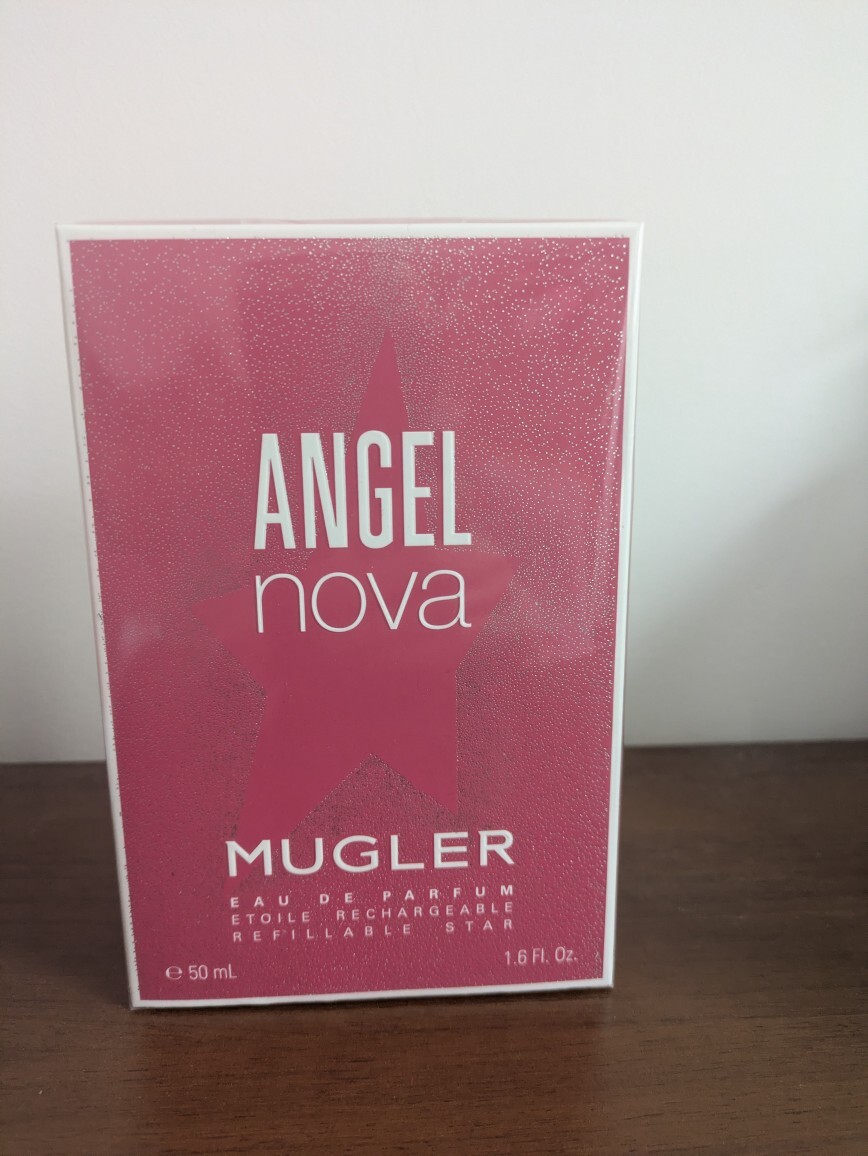 ANGEL
nova
MUGLER
EAU DE PARFUM
ETOILE RECHARGEABLE
REFILLABLE STAR
℮ 50 mL
1.6 Fl. Oz.